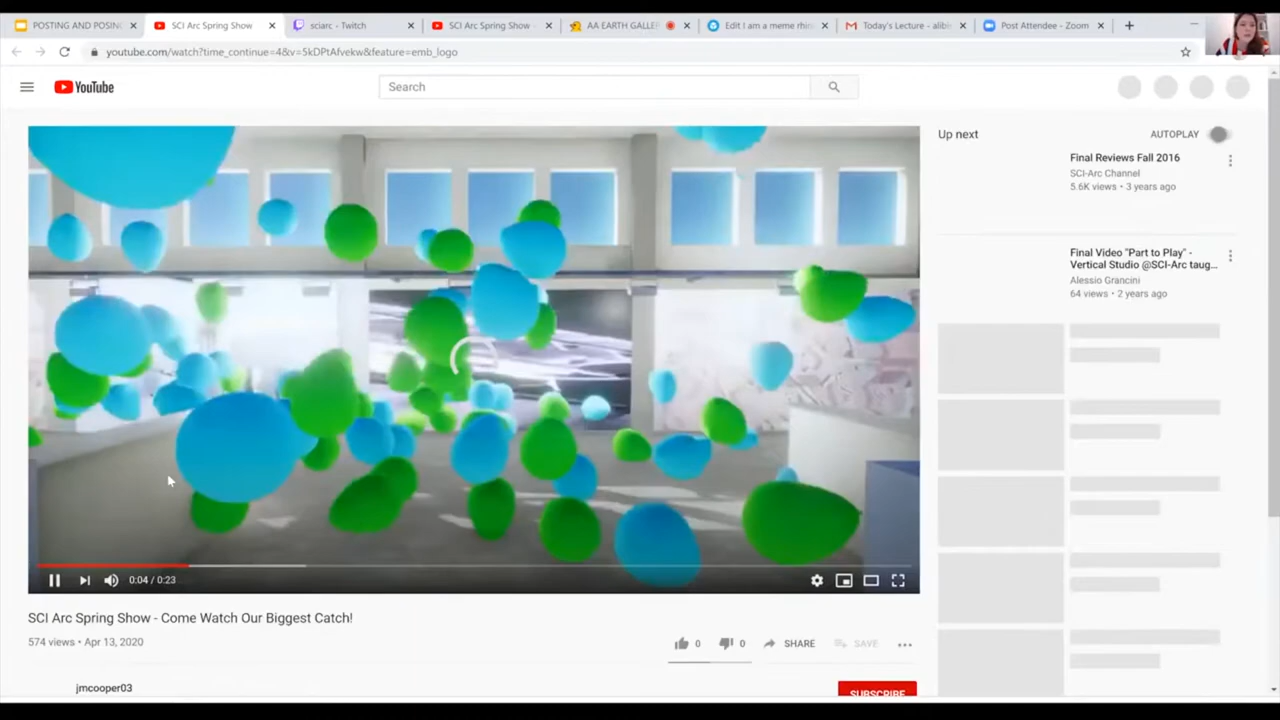 POSTING AND POSING
SCI Arc Spring Show
sciarc - Twitch
SCI Arc Spring Show -
AA EARTH GALLE
Edit I am a meme rhin
Today's Lecture - alib
Post Attendee - Zoom
youtube.com/watch?time_continue=4&v=5kDPtAfvekw&feature=emb_logo
YouTube
Search
Up next
AUTOPLAY
Final Reviews Fall 2016
SCI-Arc Channel
5.6K views • 3 years ago
Final Video "Part to Play" -
Vertical Studio @SCI-Arc taug...
Alessio Grancini
64 views • 2 years ago
0:04 / 0:23
SCI Arc Spring Show - Come Watch Our Biggest Catch!
574 views • Apr 13, 2020
0
0
SHARE
SAVE
jmcooper03
SUBSCRIBE